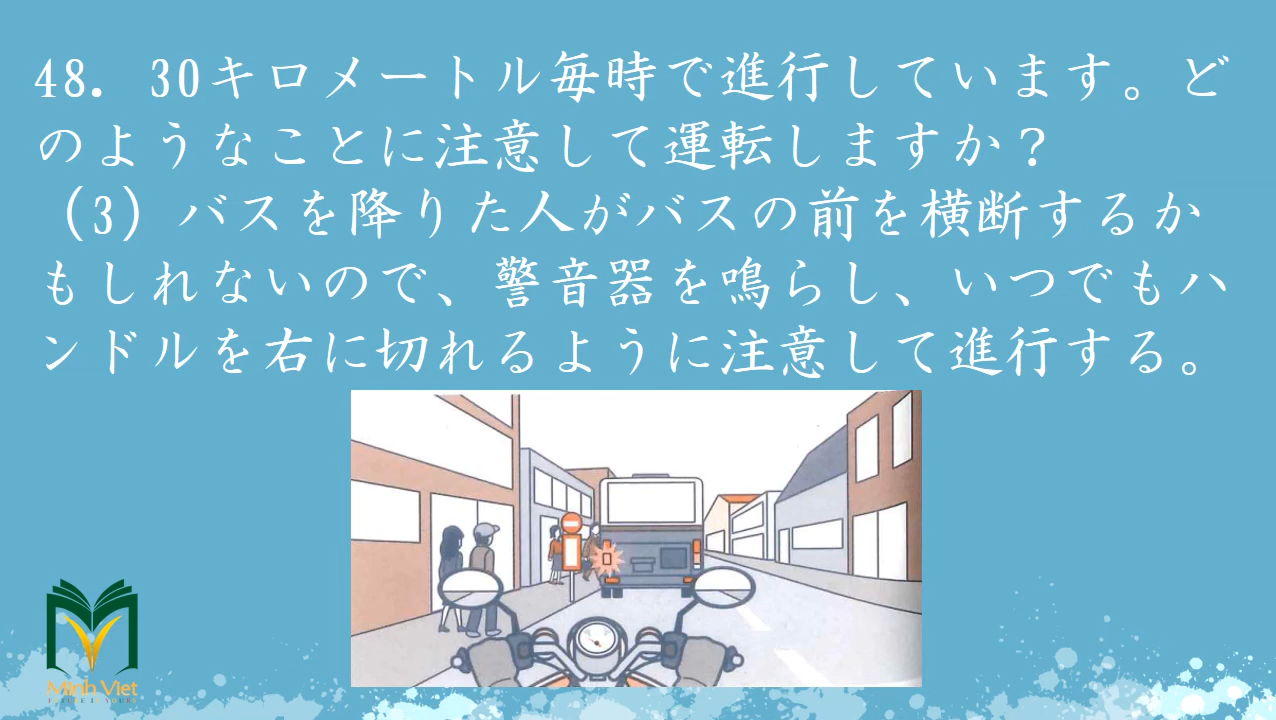 48. 30キロメートル毎時で進行しています。ど
のようなことに注意して運転しますか？
（3）バスを降りた人がバスの前を横断するか
もしれないので、警音器を鳴らし、いつでもハ
ンドルを右に切れるように注意して進行する。
Minh Viet